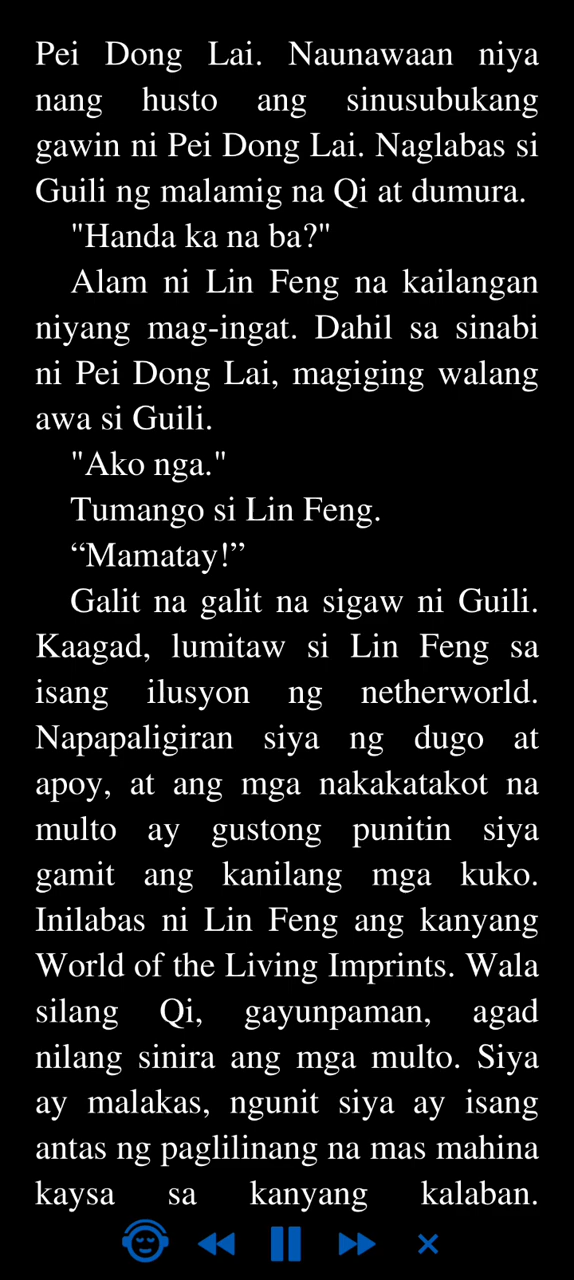 Pei Dong Lai. Naunawaan niya
nang husto ang sinusubukang
gawin ni Pei Dong Lai. Naglabas si
Guili ng malamig na Qi at dumura.
"Handa ka na ba?"
Alam ni Lin Feng na kailangan
niyang mag-ingat. Dahil sa sinabi
ni Pei Dong Lai, magiging walang
awa si Guili.
"Ako nga."
Tumango si Lin Feng.
“Mamatay!”
Galit na galit na sigaw ni Guili.
Kaagad, lumitaw si Lin Feng sa
isang ilusyon ng netherworld.
Napapaligiran siya ng dugo at
apoy, at ang mga nakakatakot na
multo ay gustong punitin siya
gamit ang kanilang mga kuko.
Inilabas ni Lin Feng ang kanyang
World of the Living Imprints. Wala
silang Qi, gayunpaman, agad
nilang sinira ang mga multo. Siya
ay malakas, ngunit siya ay isang
antas ng paglilinang na mas mahina
kaysa sa kanyang kalaban.